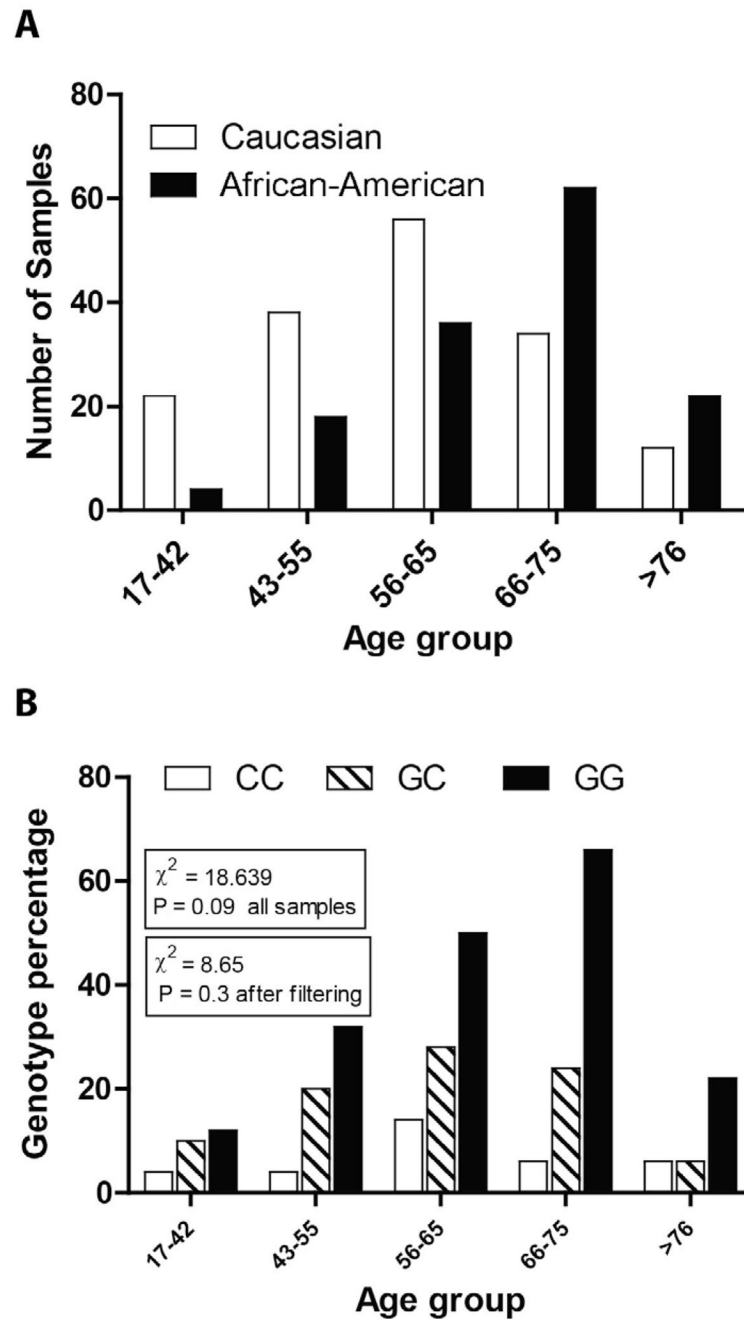 A
80
60
40
20
0
Number of Samples
Caucasian
African-American
17-42
43-55
56-65
66-75
>76
Age group
B
80
60
40
20
0
Genotype percentage
CC GC GG
χ² = 18.639
P = 0.09 all samples
χ² = 8.65
P = 0.3 after filtering
17-42
43-55
56-65
66-75
>76
Age group